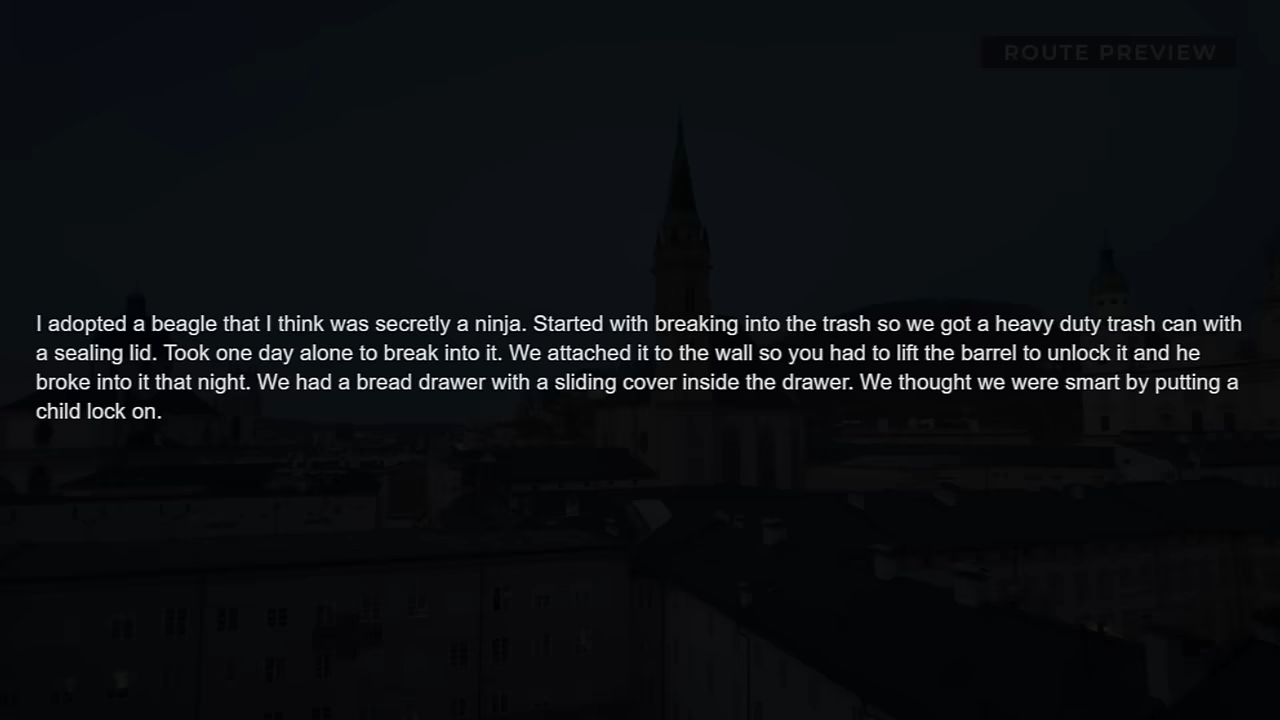 ROUTE PREVIEW
I adopted a beagle that I think was secretly a ninja. Started with breaking into the trash so we got a heavy duty trash can with
a sealing lid. Took one day alone to break into it. We attached it to the wall so you had to lift the barrel to unlock it and he
broke into it that night. We had a bread drawer with a sliding cover inside the drawer. We thought we were smart by putting a
child lock on.